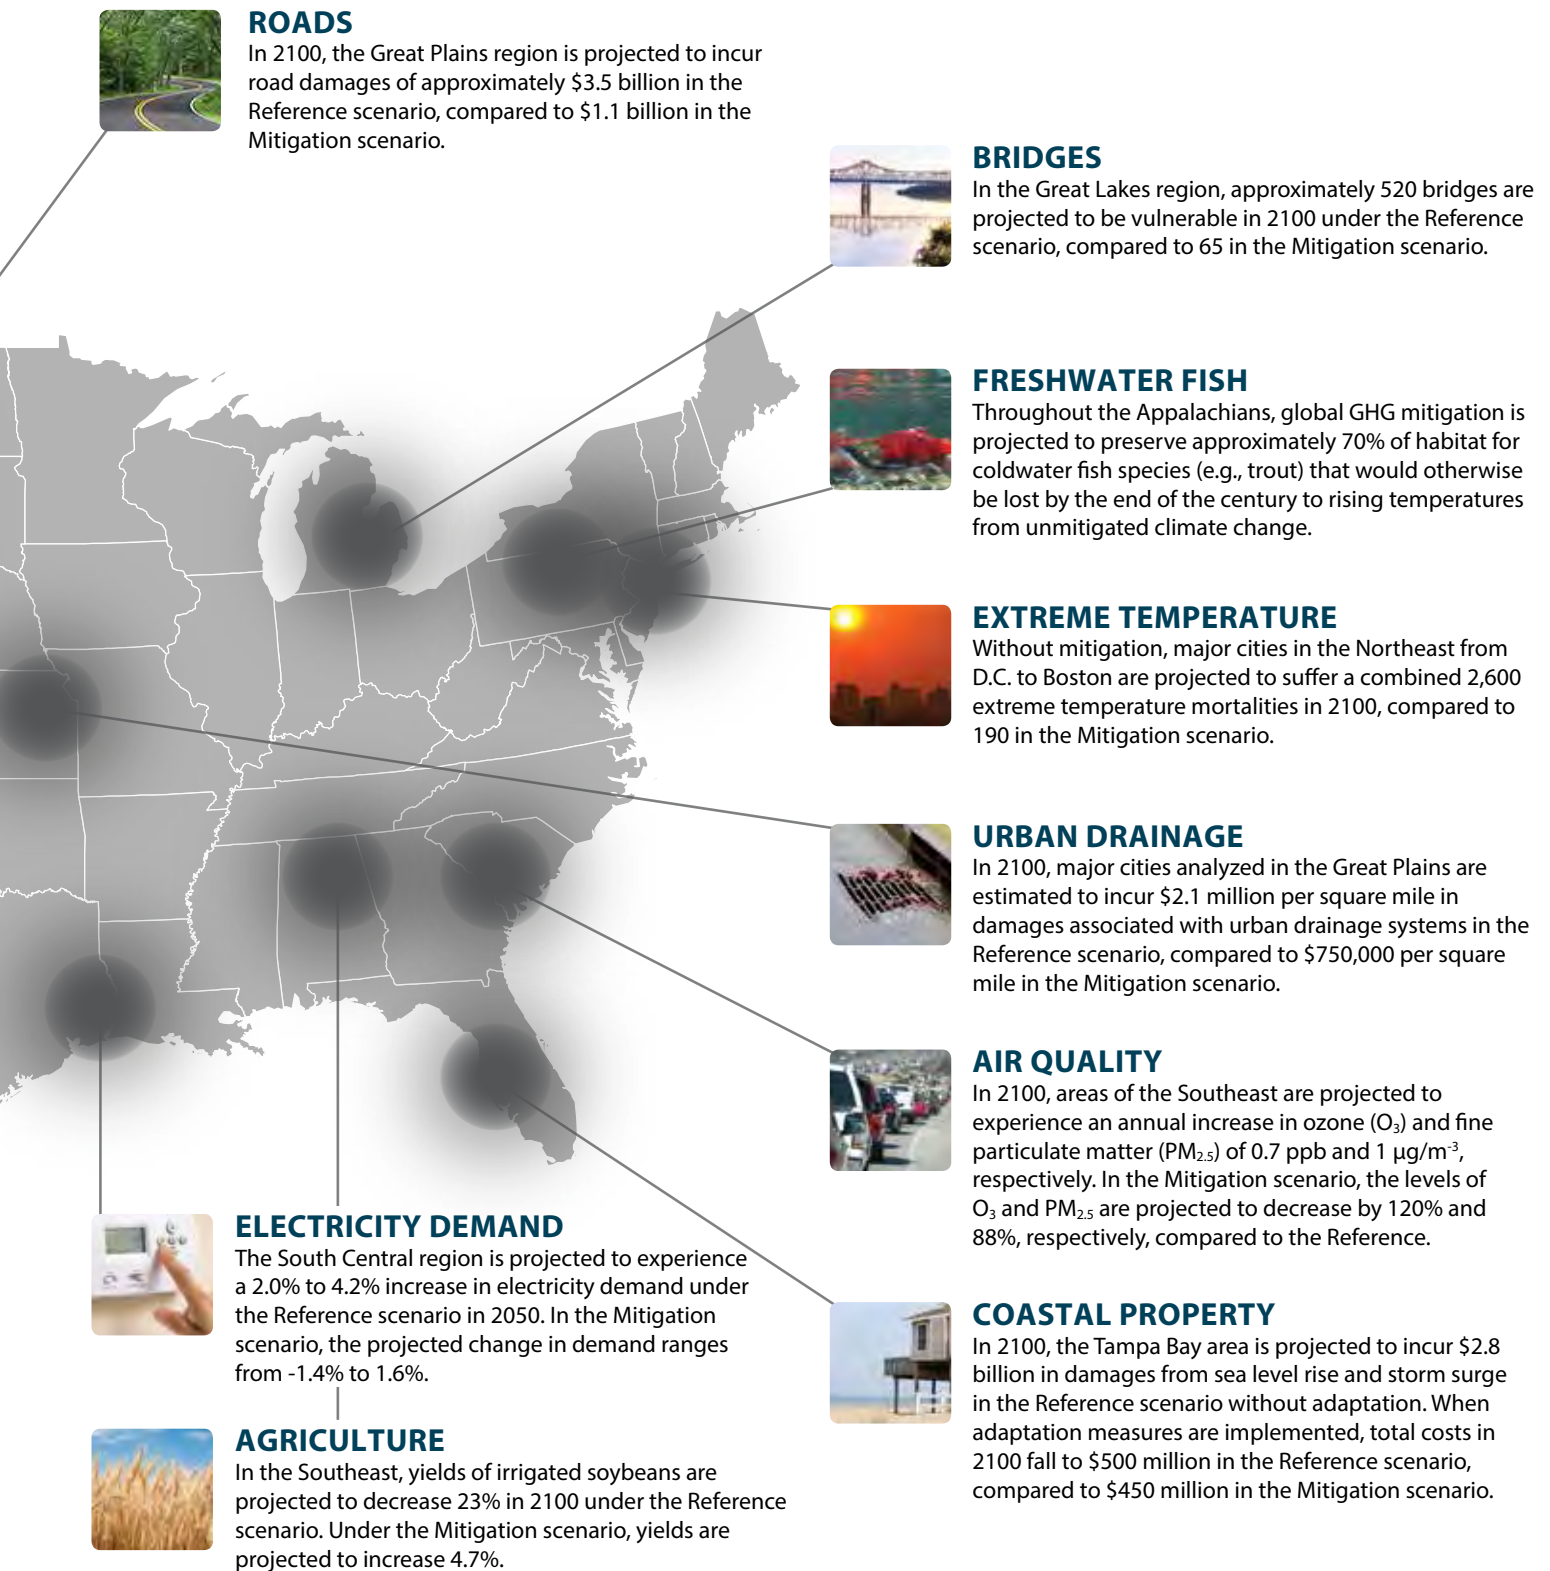 ROADS
In 2100, the Great Plains region is projected to incur
road damages of approximately $3.5 billion in the
Reference scenario, compared to $1.1 billion in the
Mitigation scenario.
BRIDGES
In the Great Lakes region, approximately 520 bridges are
projected to be vulnerable in 2100 under the Reference
scenario, compared to 65 in the Mitigation scenario.
FRESHWATER FISH
Throughout the Appalachians, global GHG mitigation is
projected to preserve approximately 70% of habitat for
coldwater fish species (e.g., trout) that would otherwise
be lost by the end of the century to rising temperatures
from unmitigated climate change.
EXTREME TEMPERATURE
Without mitigation, major cities in the Northeast from
D.C. to Boston are projected to suffer a combined 2,600
extreme temperature mortalities in 2100, compared to
190 in the Mitigation scenario.
URBAN DRAINAGE
In 2100, major cities analyzed in the Great Plains are
estimated to incur $2.1 million per square mile in
damages associated with urban drainage systems in the
Reference scenario, compared to $750,000 per square
mile in the Mitigation scenario.
AIR QUALITY
In 2100, areas of the Southeast are projected to
experience an annual increase in ozone (O₃) and fine
particulate matter (PM₂.₅) of 0.7 ppb and 1 µg/m⁻³,
respectively. In the Mitigation scenario, the levels of
O₃ and PM₂.₅ are projected to decrease by 120% and
88%, respectively, compared to the Reference.
ELECTRICITY DEMAND
The South Central region is projected to experience
a 2.0% to 4.2% increase in electricity demand under
the Reference scenario in 2050. In the Mitigation
scenario, the projected change in demand ranges
from -1.4% to 1.6%.
COASTAL PROPERTY
In 2100, the Tampa Bay area is projected to incur $2.8
billion in damages from sea level rise and storm surge
in the Reference scenario without adaptation. When
adaptation measures are implemented, total costs in
2100 fall to $500 million in the Reference scenario,
compared to $450 million in the Mitigation scenario.
AGRICULTURE
In the Southeast, yields of irrigated soybeans are
projected to decrease 23% in 2100 under the Reference
scenario. Under the Mitigation scenario, yields are
projected to increase 4.7%.